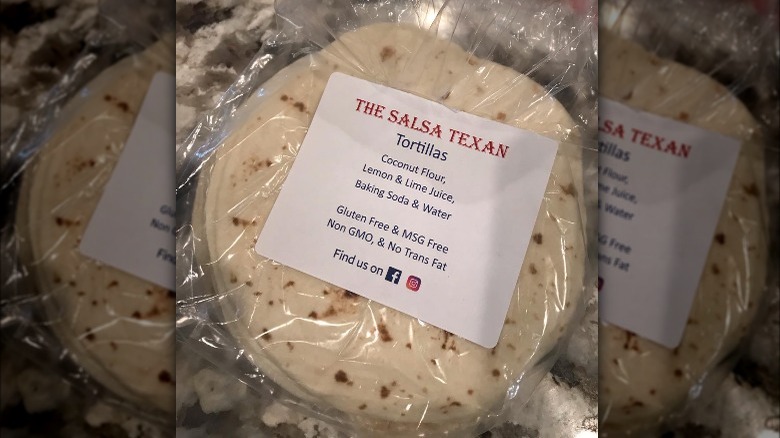 THE SALSA TEXAN
Tortillas
Coconut Flour,
Lemon & Lime Juice,
Baking Soda & Water
Gluten Free & MSG Free
Non GMO, & No Trans Fat
Find us on